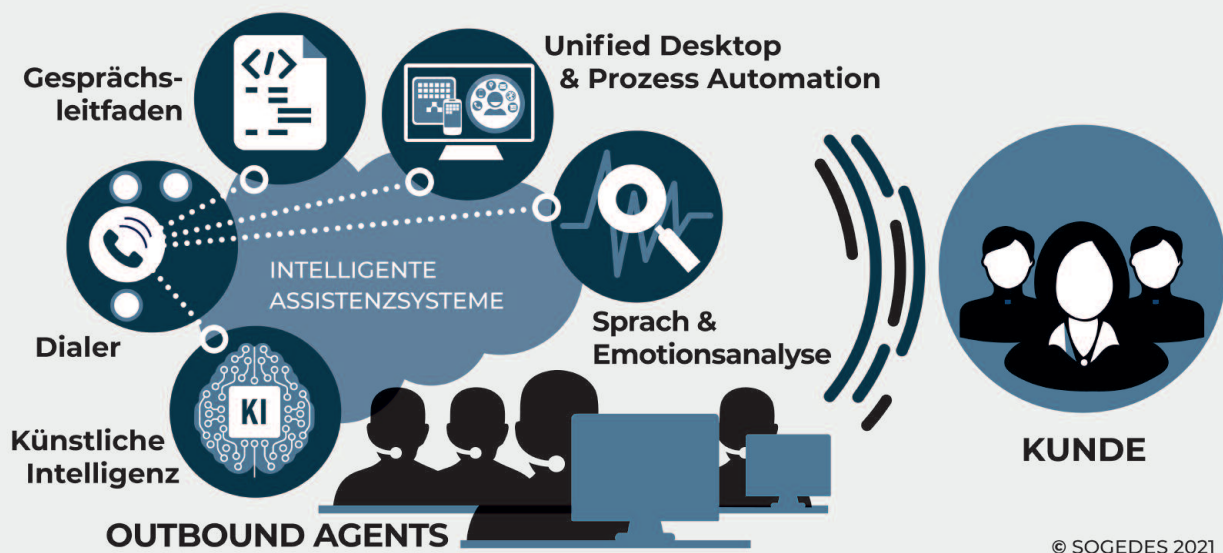 Gesprächs-
leitfaden
Unified Desktop
& Prozess Automation
INTELLIGENTE
ASSISTENZSYSTEME
Dialer
Sprach &
Emotionsanalyse
KI
Künstliche
Intelligenz
KUNDE
OUTBOUND AGENTS
© SOGEDES 2021